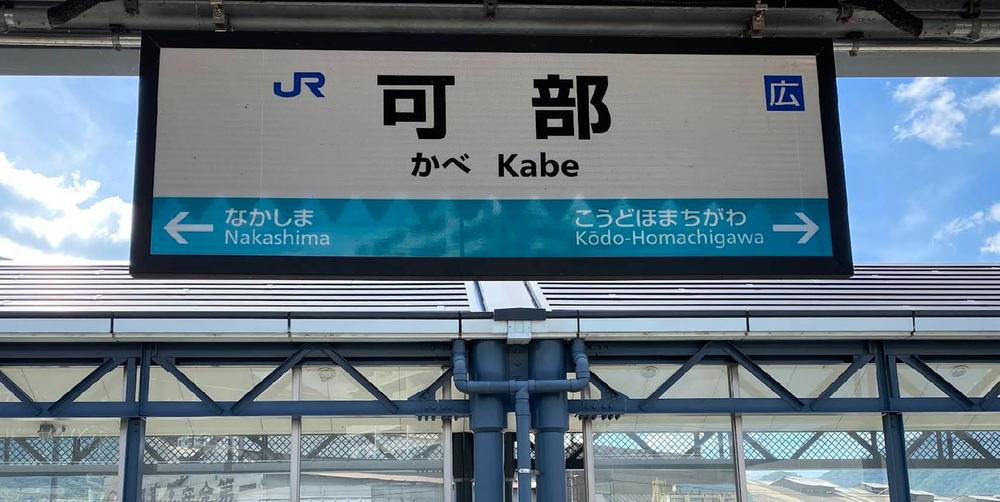 JR 可部 広
かべ Kabe
← なかしま こうどほまちがわ →
Nakashima Kōdo-Homachigawa